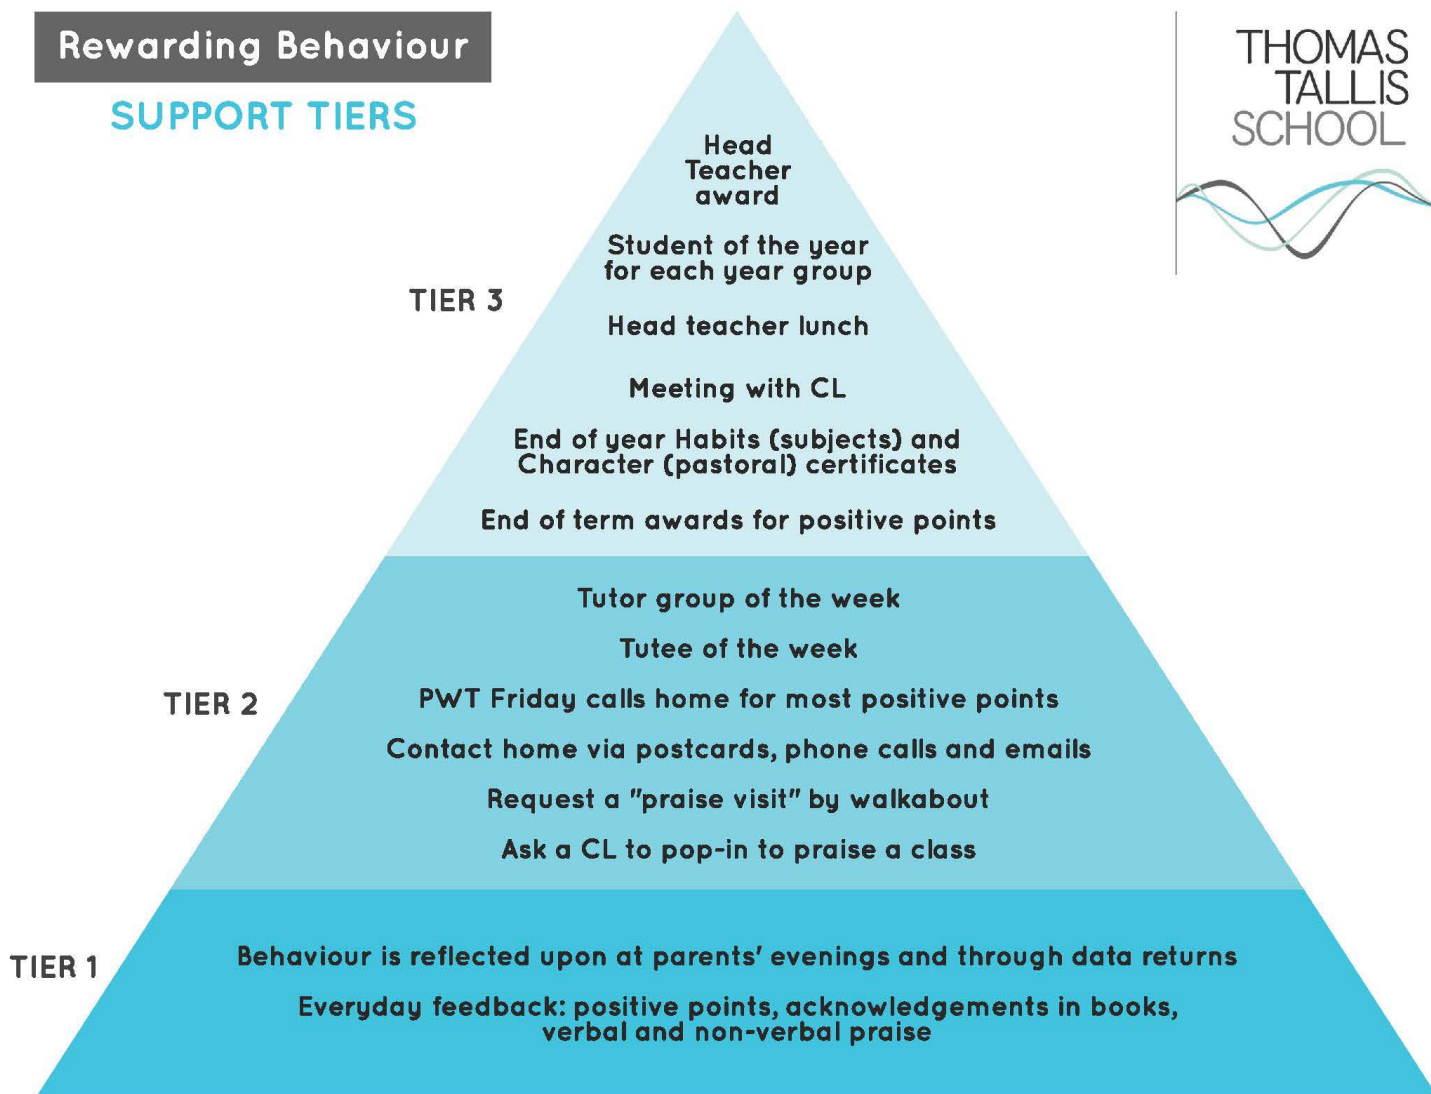 Rewarding Behaviour
SUPPORT TIERS
THOMAS
TALLIS
SCHOOL
Head
Teacher
award
Student of the year
for each year group
TIER 3
Head teacher lunch
Meeting with CL
End of year Habits (subjects) and
Character (pastoral) certificates
End of term awards for positive points
Tutor group of the week
Tutee of the week
TIER 2
PWT Friday calls home for most positive points
Contact home via postcards, phone calls and emails
Request a "praise visit" by walkabout
Ask a CL to pop-in to praise a class
TIER 1
Behaviour is reflected upon at parents' evenings and through data returns
Everyday feedback: positive points, acknowledgements in books,
verbal and non-verbal praise